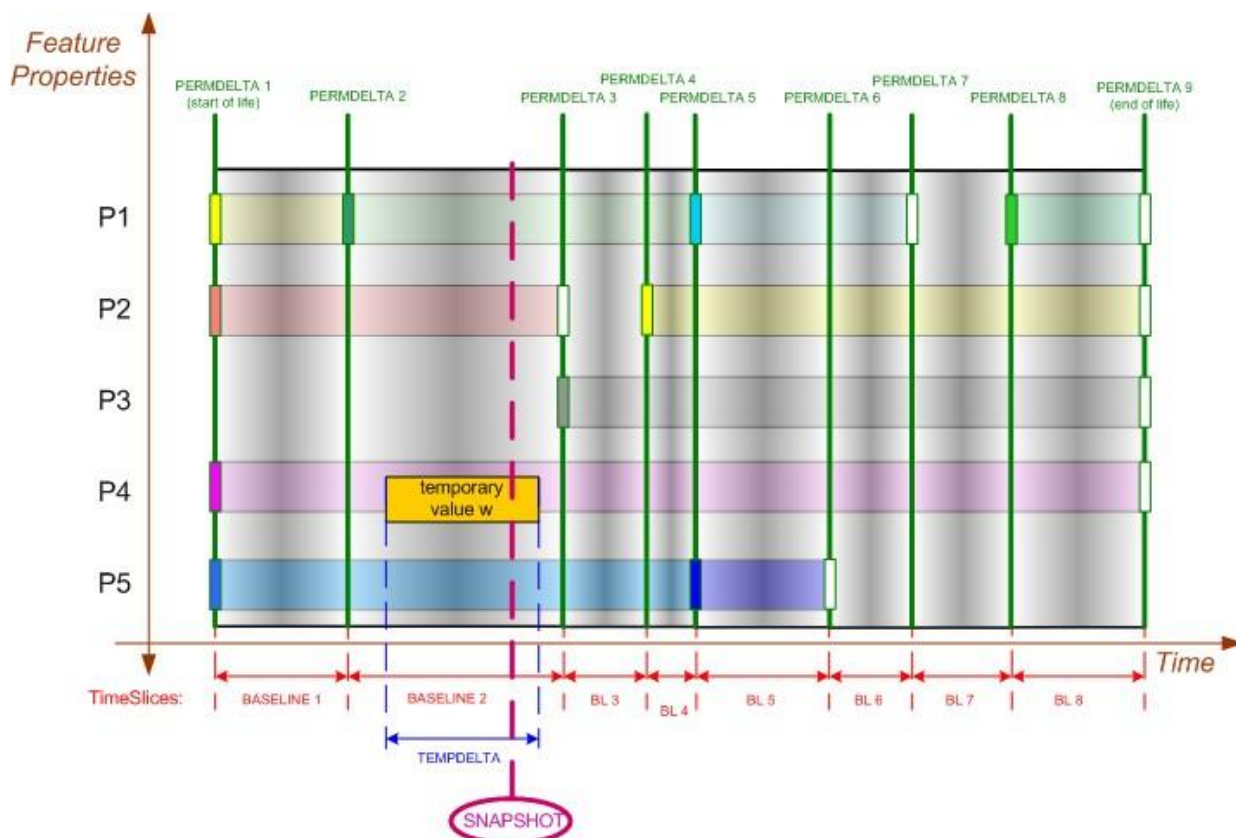 Feature
Properties
PERMDELTA 1
(start of life)
PERMDELTA 2
PERMDELTA 3
PERMDELTA 4
PERMDELTA 5
PERMDELTA 6
PERMDELTA 7
PERMDELTA 8
PERMDELTA 9
(end of life)
P1
P2
P3
P4
temporary
value w
P5
Time
TimeSlices:
BASELINE 1
BASELINE 2
BL 3
BL 4
BL 5
BL 6
BL 7
BL 8
TEMPDELTA
SNAPSHOT